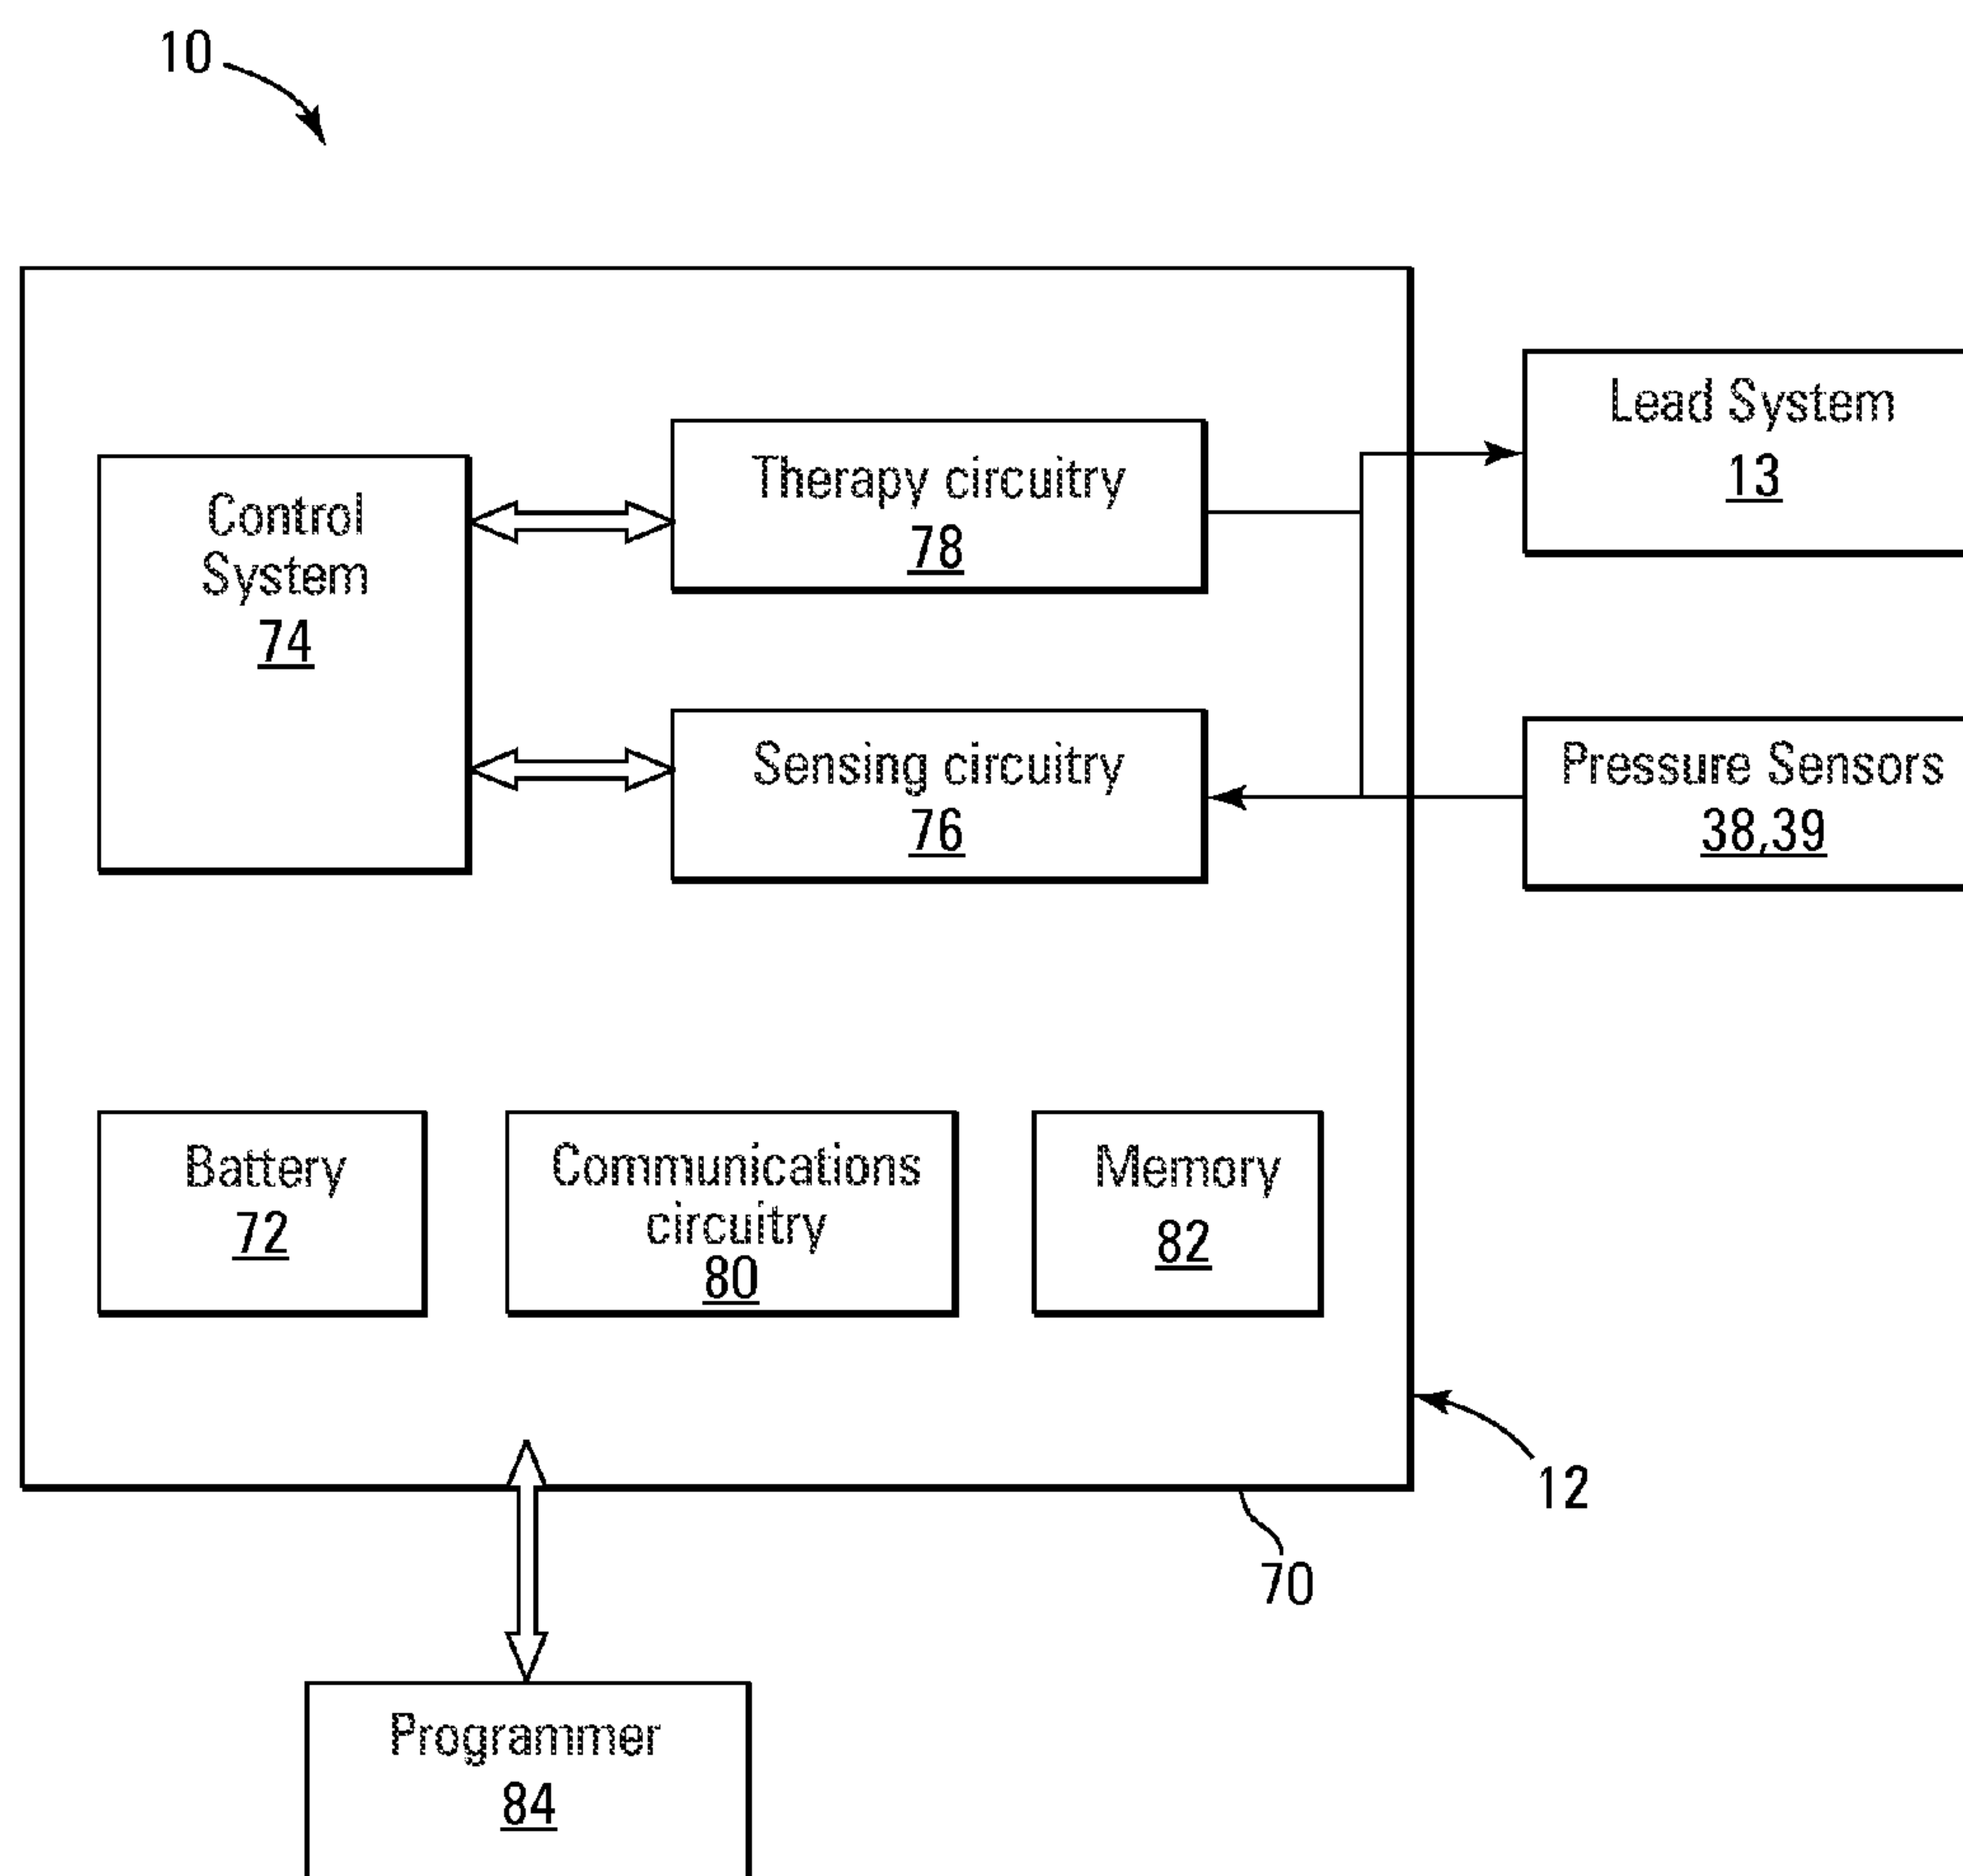 10
Lead System
13
Therapy circuitry
78
Control
System
74
Sensing circuitry
76
Pressure Sensors
38,39
Battery
72
Communications
circuitry
80
Memory
82
12
70
Programmer
84